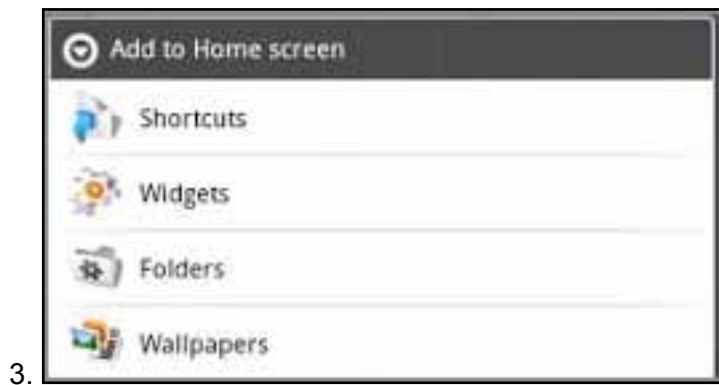 Add to Home screen
Shortcuts
Widgets
Folders
Wallpapers
3.